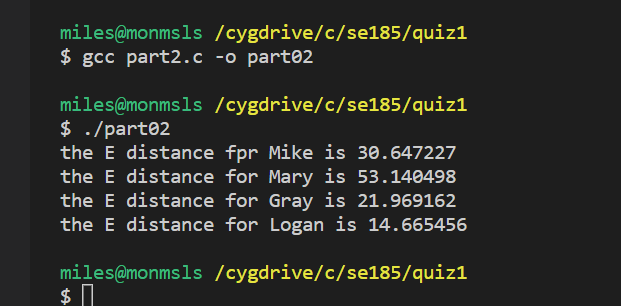 miles@monmsls /cygdrive/c/se185/quiz1
$ gcc part2.c -o part02
miles@monmsls /cygdrive/c/se185/quiz1
$ ./part02
the E distance fpr Mike is 30.647227
the E distance for Mary is 53.140498
the E distance for Gray is 21.969162
the E distance for Logan is 14.665456
miles@monmsls /cygdrive/c/se185/quiz1
$